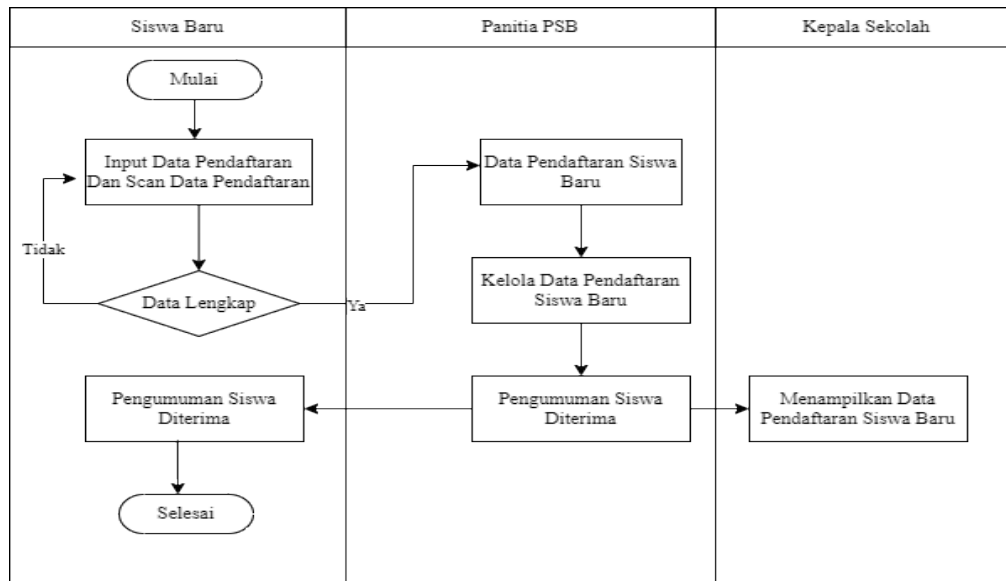 Siswa Baru
Panitia PSB
Kepala Sekolah
Mulai
Input Data Pendaftaran
Dan Scan Data Pendaftaran
Data Pendaftaran Siswa
Baru
Tidak
Data Lengkap
Ya
Kelola Data Pendaftaran
Siswa Baru
Pengumuman Siswa
Diterima
Pengumuman Siswa
Diterima
Menampilkan Data
Pendaftaran Siswa Baru
Selesai